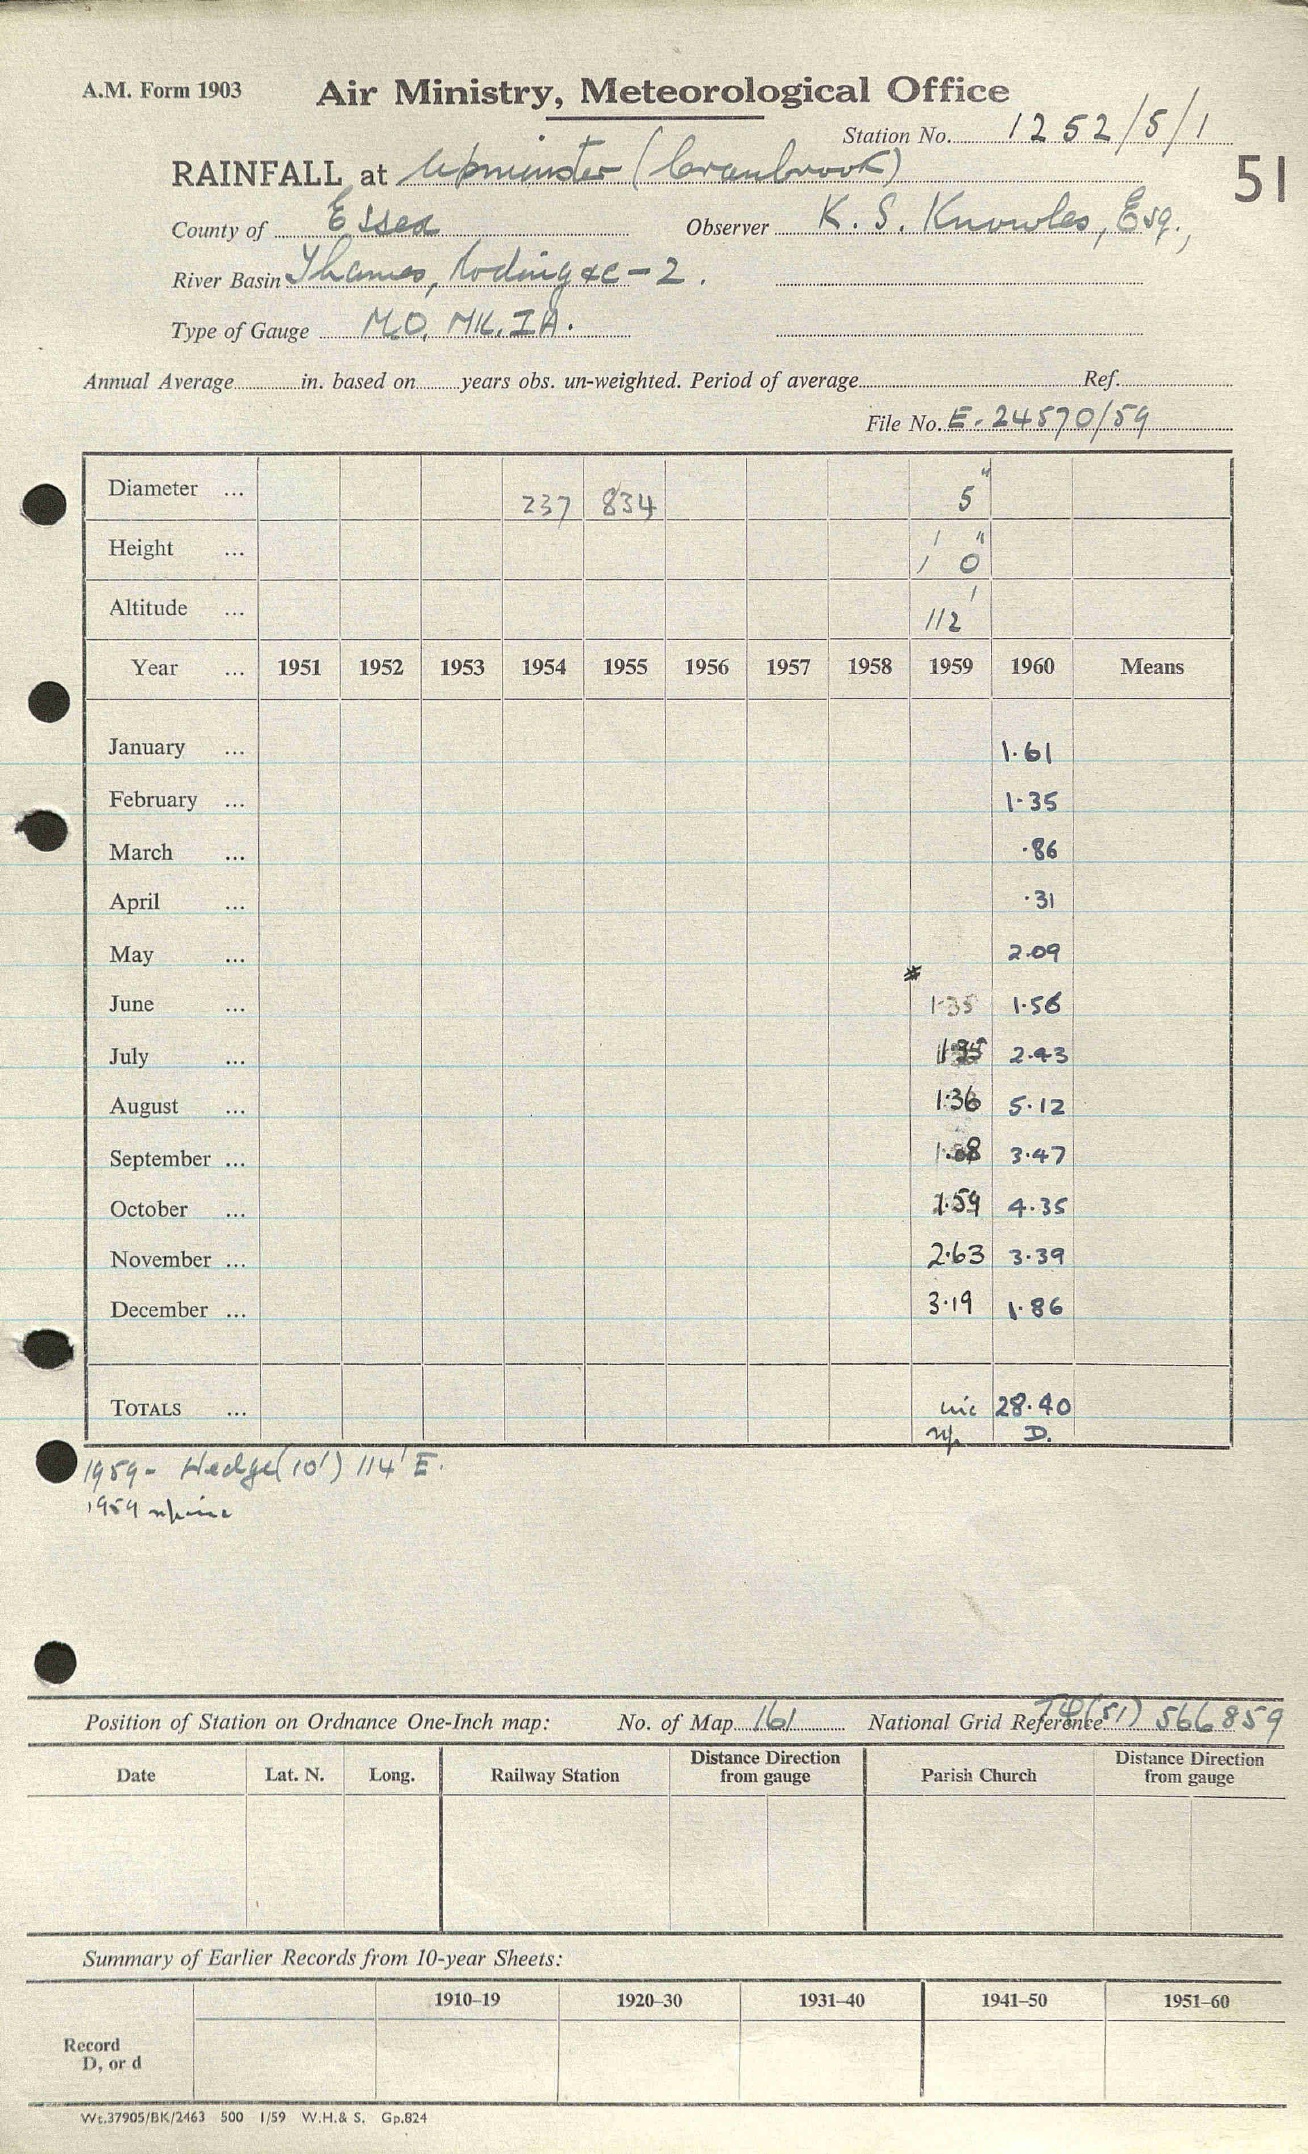 A.M. Form 1903 Air Ministry, Meteorological Office
Station No. 1252/5/1
RAINFALL at Upminster (Cranbrook) 51
County of Essex Observer K. S. Knowles, Esq.,
River Basin Thames, Roding &c - 2.
Type of Gauge M.O. MK. IA.
Annual Average in. based on years obs. un-weighted. Period of average Ref.
File No. E. 24570/59
Diameter ... 237 834 5"
Height ... 1' 0"
Altitude ... 112'
Year ... 1951 1952 1953 1954 1955 1956 1957 1958 1959 1960 Means
January ... 1.61
February ... 1.35
March ... .86
April ... .31
May ... 2.09
June ... 1.35 1.56
July ... 2.43
August ... 1.36 5.12
September ... 1.08 3.47
October ... 1.59 4.35
November ... 2.63 3.39
December ... 3.19 1.86
TOTALS ... inc 28.40
np D.
1959 - Hedge (10') 114' E.
1959 np inc
Position of Station on Ordnance One-Inch map: No. of Map 161 National Grid Reference TQ (51) 566859
Date Lat. N. Long. Railway Station Distance Direction from gauge Parish Church Distance Direction from gauge
Summary of Earlier Records from 10-year Sheets:
1910–19 1920–30 1931–40 1941–50 1951–60
Record
D, or d
Wt.37905/BK/2463 500 1/59 W.H.& S. Gp.824